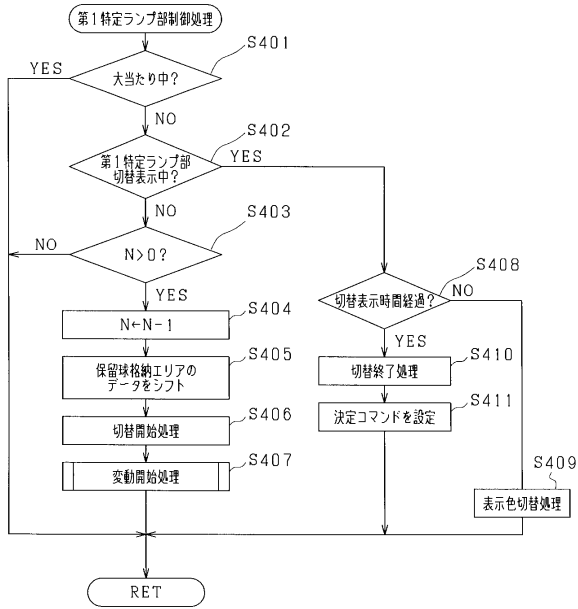 第1特定ランプ部制御処理
S401
YES
大当たり中?
NO
S402
YES
第1特定ランプ部
切替表示中?
NO
S403
NO
N>0?
YES
S408
切替表示時間経過?
NO
YES
S404
N←N-1
S405
保留球格納エリアの
データをシフト
S410
切替終了処理
S406
切替開始処理
S411
決定コマンドを設定
S407
変動開始処理
S409
表示色切替処理
RET